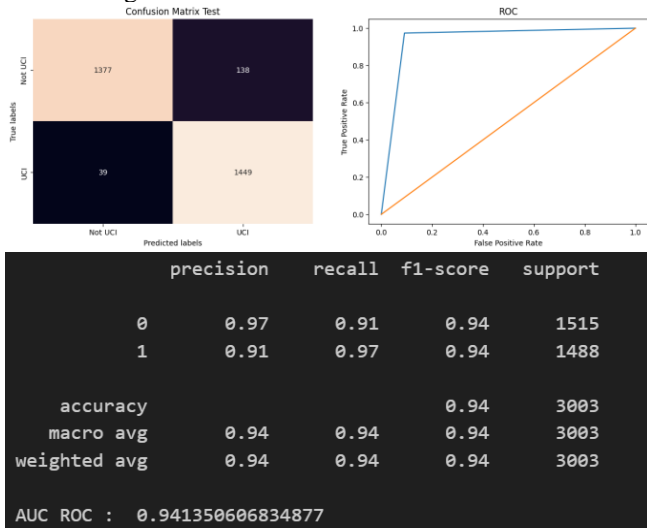 Confusion Matrix Test
Not UCI
UCI
True labels
1377
138
39
1449
Not UCI
UCI
Predicted labels
ROC
True Positive Rate
1.0
0.8
0.6
0.4
0.2
0.0
0.0 0.2 0.4 0.6 0.8 1.0
False Positive Rate
precision recall f1-score support
0 0.97 0.91 0.94 1515
1 0.91 0.97 0.94 1488
accuracy 0.94 3003
macro avg 0.94 0.94 0.94 3003
weighted avg 0.94 0.94 0.94 3003
AUC ROC : 0.941350606834877